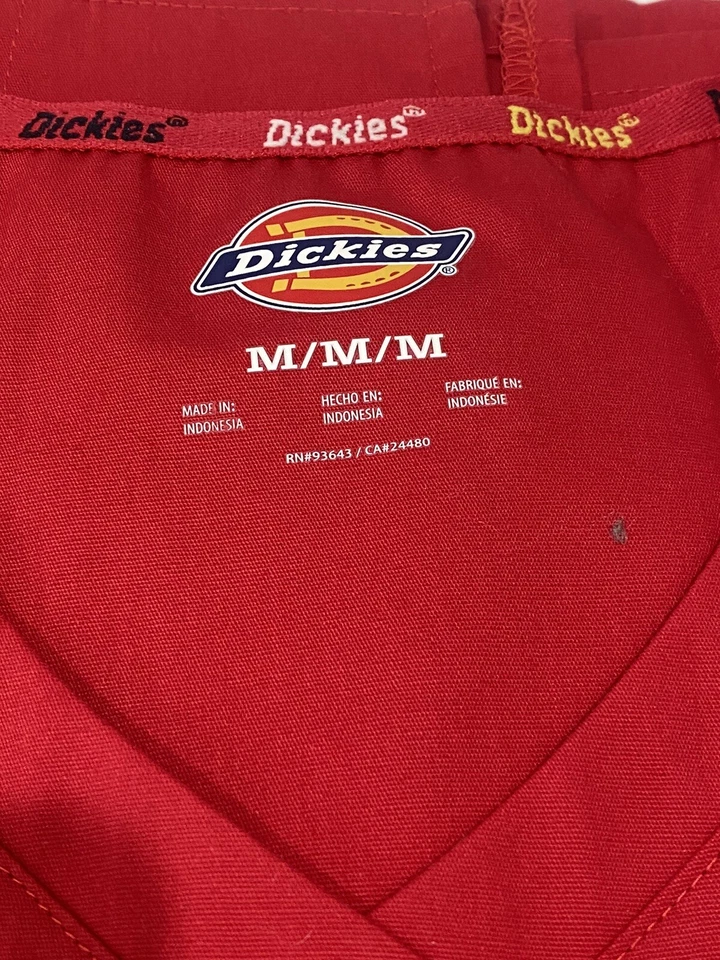 Dickies® Dickies® Dickies®
Dickies®
M/M/M
MADE IN: HECHO EN: FABRIQUÉ EN:
INDONESIA INDONESIA INDONÉSIE
RN#93643 / CA#24480